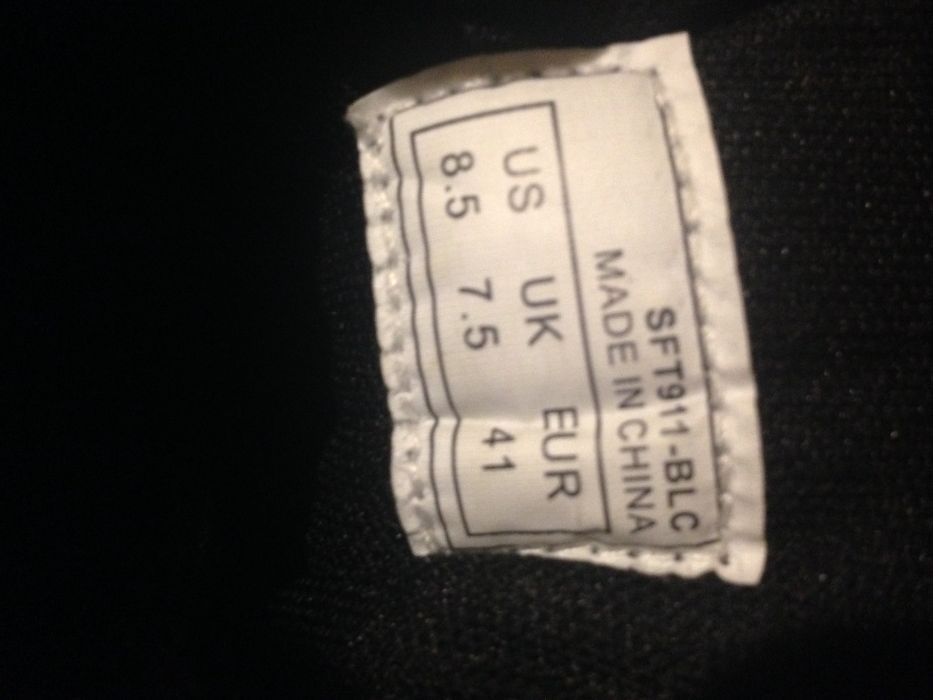 SFT911-BLC
MADE IN CHINA
US UK EUR
8.5 7.5 41